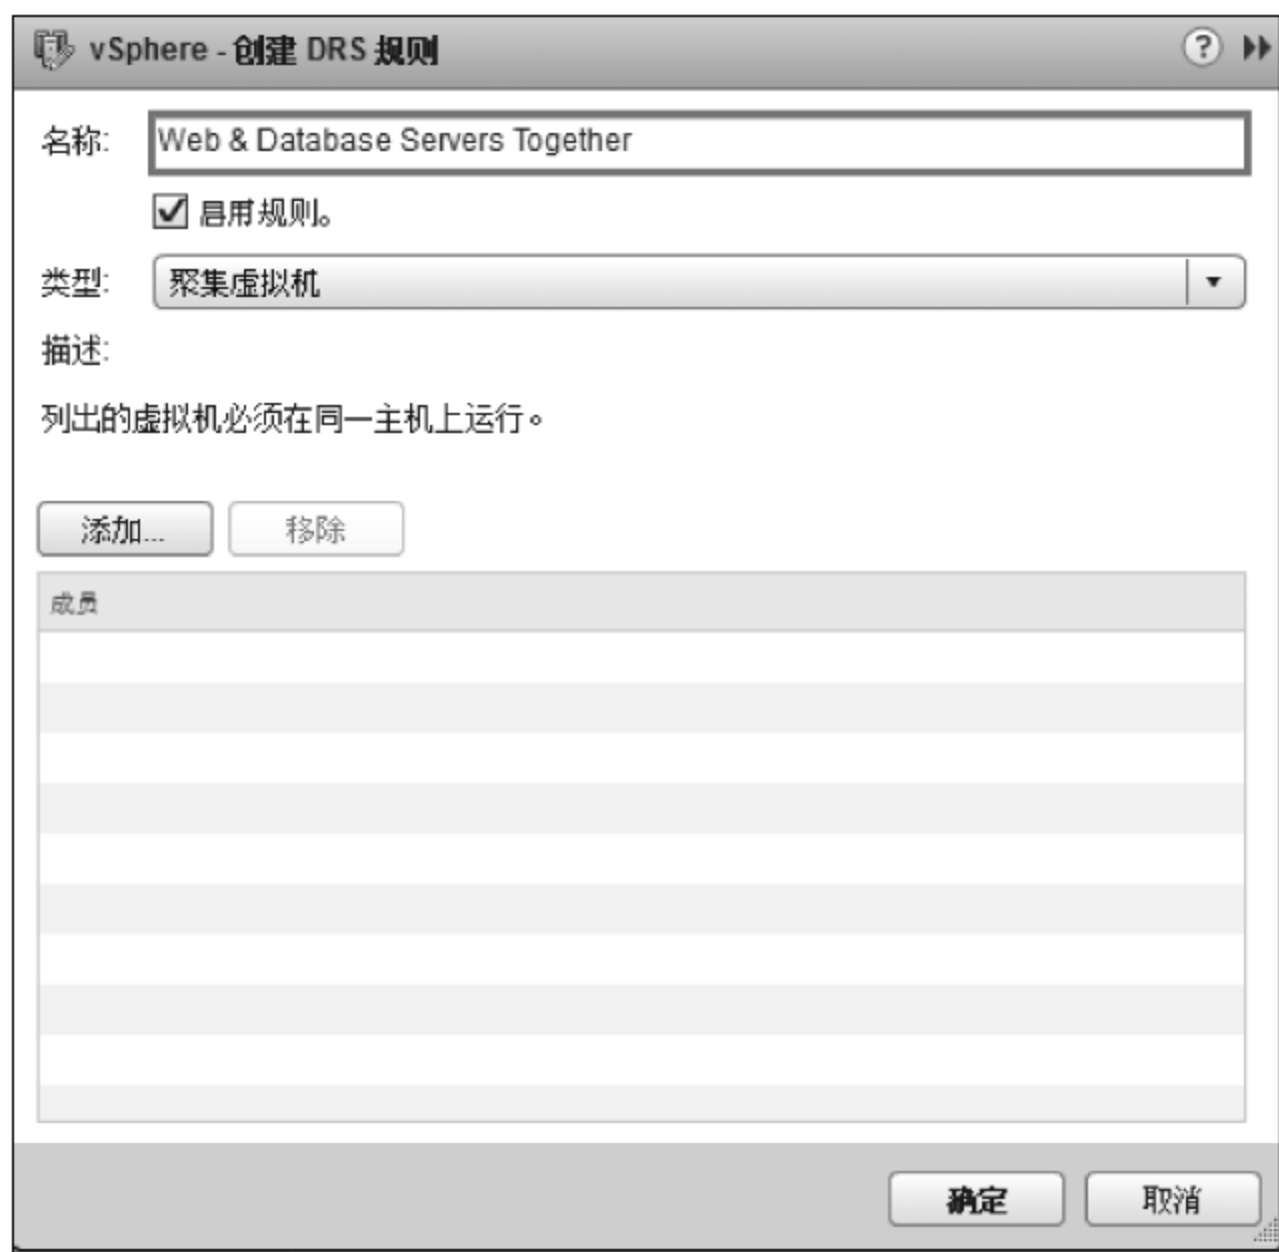 vSphere - 创建 DRS 规则
名称: Web & Database Servers Together
启用规则。
类型: 聚集虚拟机
描述:
列出的虚拟机必须在同一主机上运行。
添加... 移除
成员
确定 取消